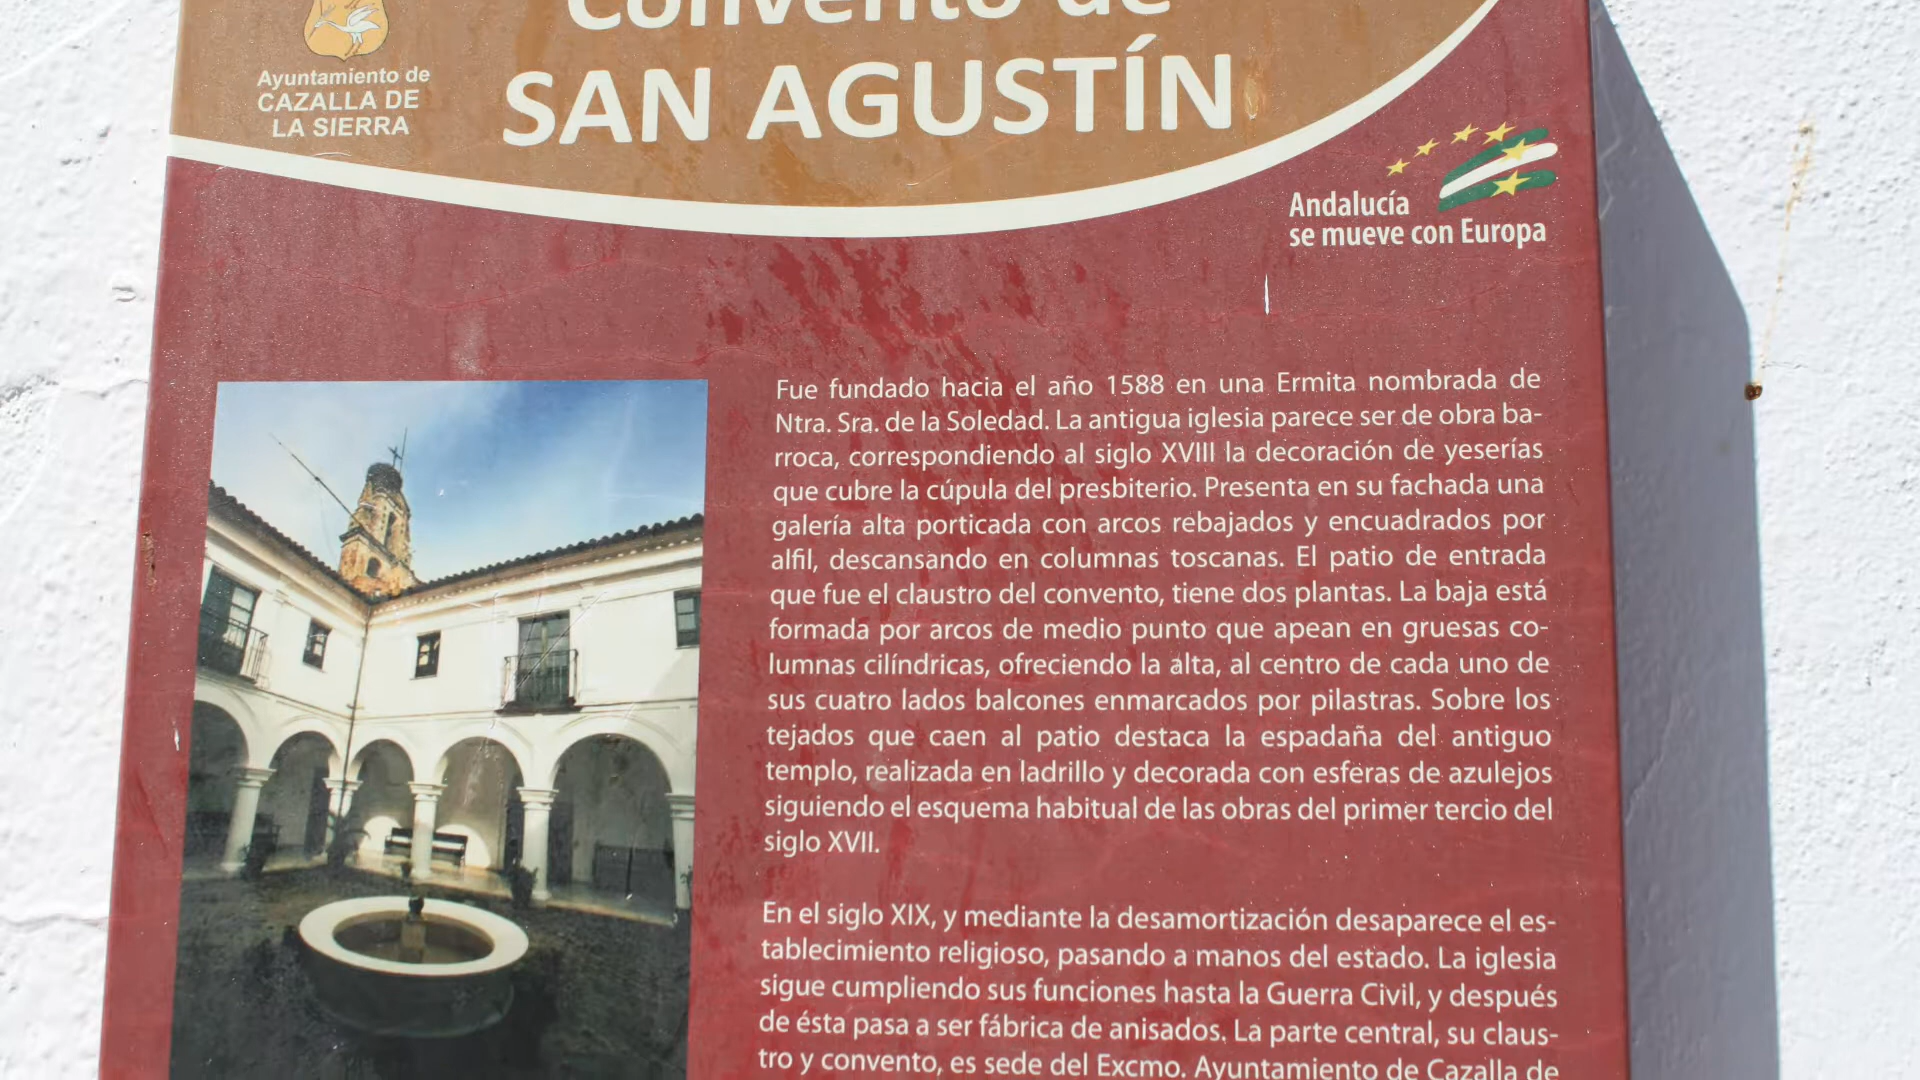 Convento de
SAN AGUSTÍN
Ayuntamiento de
CAZALLA DE
LA SIERRA
Andalucía
se mueve con Europa
Fue fundado hacia el año 1588 en una Ermita nombrada de
Ntra. Sra. de la Soledad. La antigua iglesia parece ser de obra ba-
rroca, correspondiendo al siglo XVIII la decoración de yeserías
que cubre la cúpula del presbiterio. Presenta en su fachada una
galería alta porticada con arcos rebajados y encuadrados por
alfil, descansando en columnas toscanas. El patio de entrada
que fue el claustro del convento, tiene dos plantas. La baja está
formada por arcos de medio punto que apean en gruesas co-
lumnas cilíndricas, ofreciendo la alta, al centro de cada uno de
sus cuatro lados balcones enmarcados por pilastras. Sobre los
tejados que caen al patio destaca la espadaña del antiguo
templo, realizada en ladrillo y decorada con esferas de azulejos
siguiendo el esquema habitual de las obras del primer tercio del
siglo XVII.
En el siglo XIX, y mediante la desamortización desaparece el es-
tablecimiento religioso, pasando a manos del estado. La iglesia
sigue cumpliendo sus funciones hasta la Guerra Civil, y después
de ésta pasa a ser fábrica de anisados. La parte central, su claus-
tro y convento, es sede del Excmo. Ayuntamiento de Cazalla de